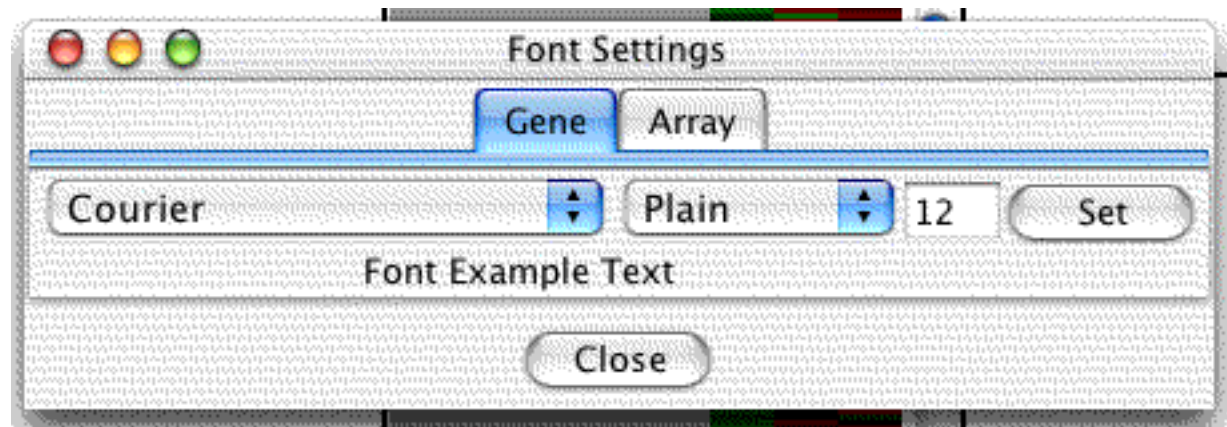 Font Settings
Gene Array
Courier Plain 12 Set
Font Example Text
Close